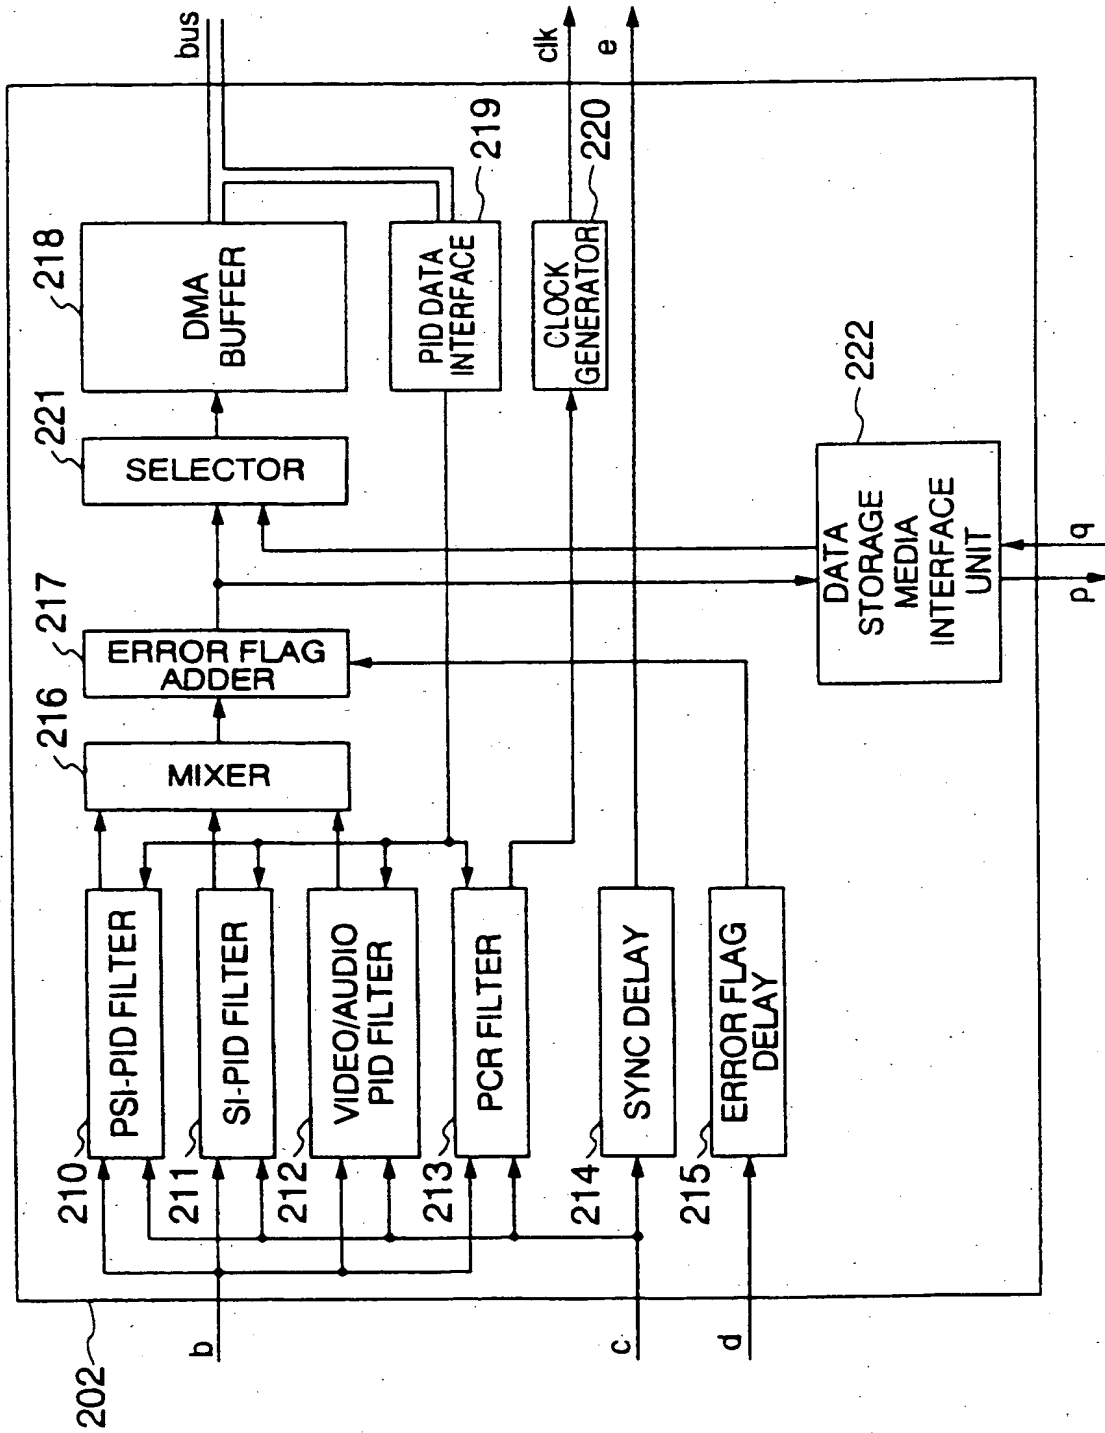 202
b
c
d
210
PSI-PID FILTER
211
SI-PID FILTER
212
VIDEO/AUDIO
PID FILTER
213
PCR FILTER
214
SYNC DELAY
215
ERROR FLAG
DELAY
216
MIXER
217
ERROR FLAG
ADDER
221
SELECTOR
218
DMA
BUFFER
219
PID DATA
INTERFACE
220
CLOCK
GENERATOR
222
DATA
STORAGE
MEDIA
INTERFACE
UNIT
bus
clk
e
p
q